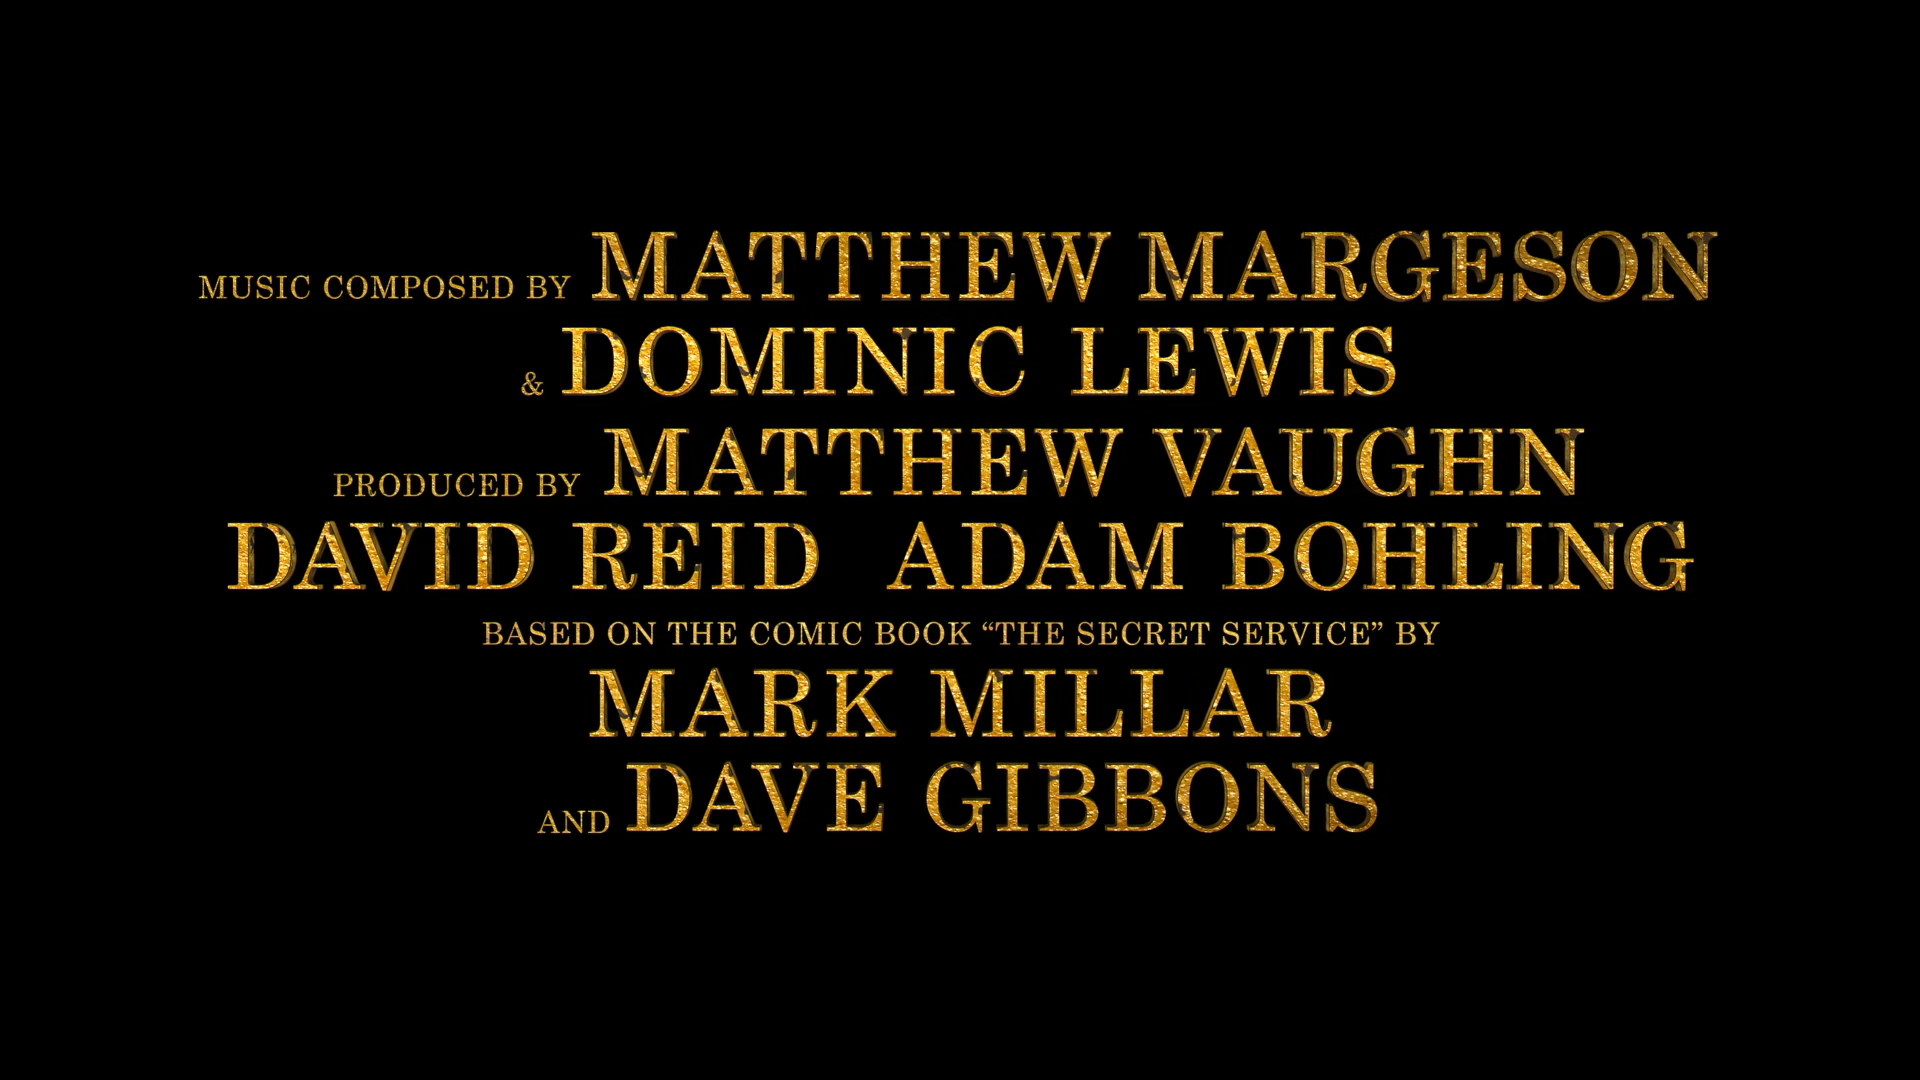 MUSIC COMPOSED BY MATTHEW MARGESON
& DOMINIC LEWIS
PRODUCED BY MATTHEW VAUGHN
DAVID REID ADAM BOHLING
BASED ON THE COMIC BOOK “THE SECRET SERVICE” BY
MARK MILLAR
AND DAVE GIBBONS